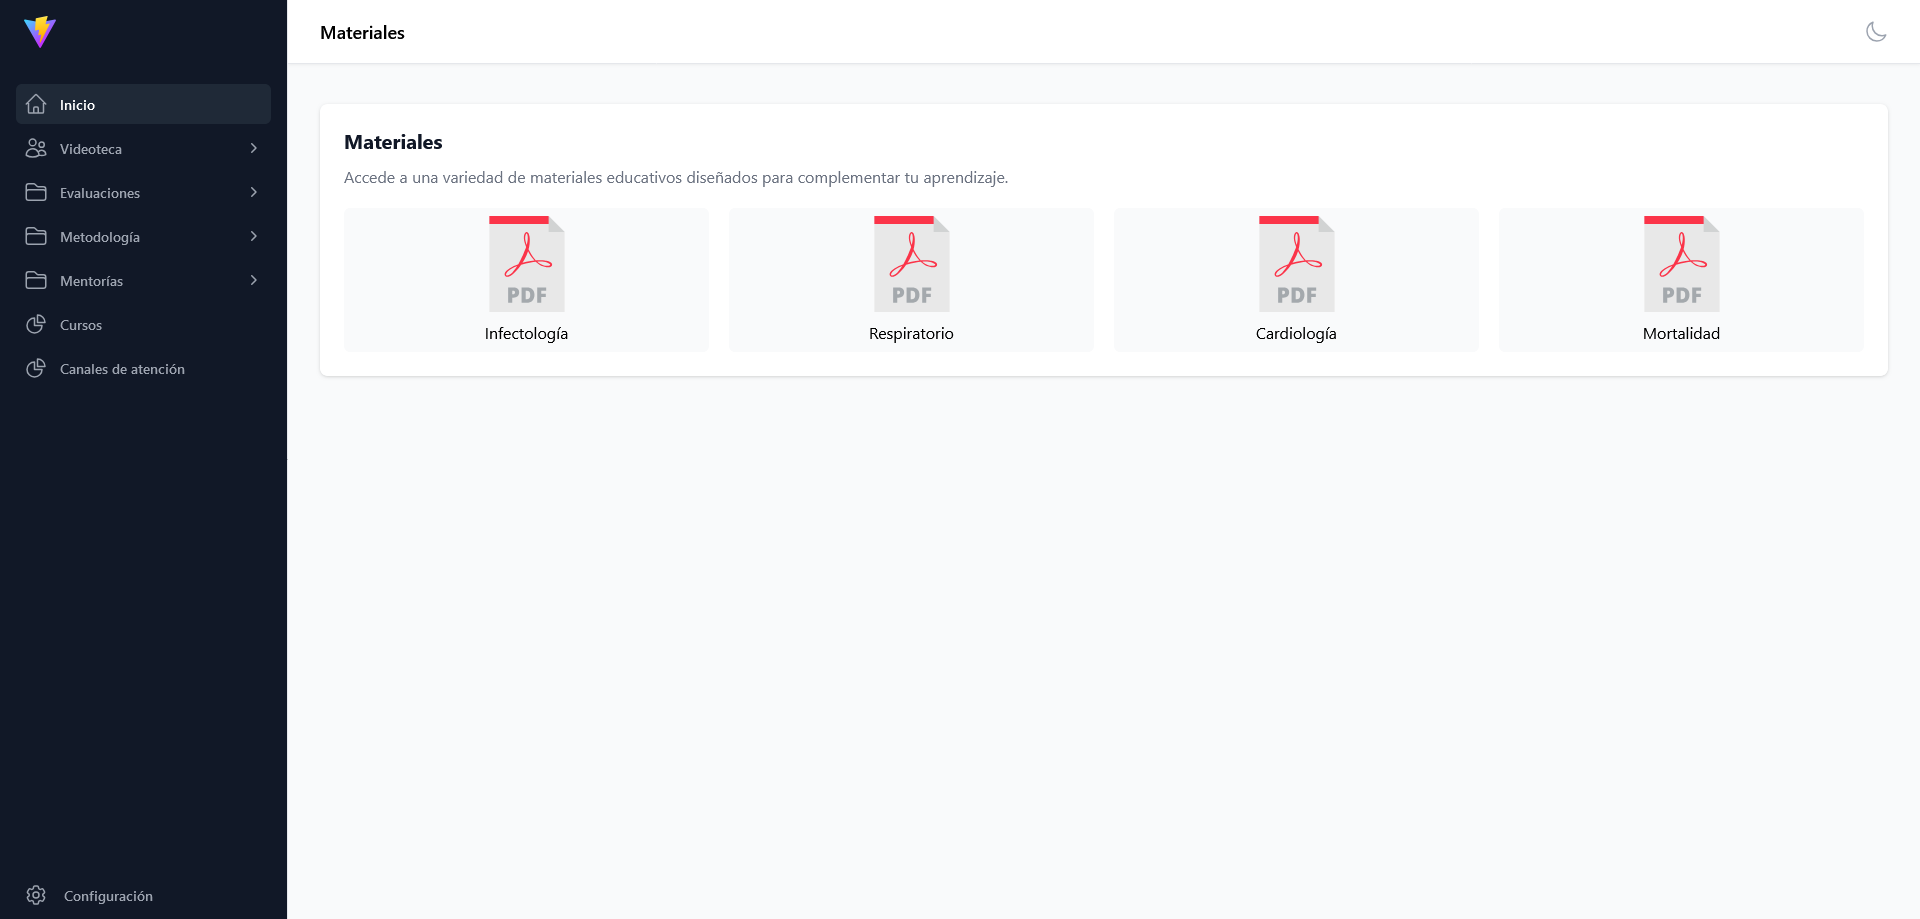 Inicio
Videoteca
Evaluaciones
Metodología
Mentorías
Cursos
Canales de atención
Configuración
Materiales
Materiales
Accede a una variedad de materiales educativos diseñados para complementar tu aprendizaje.
PDF PDF PDF PDF
Infectología Respiratorio Cardiología Mortalidad